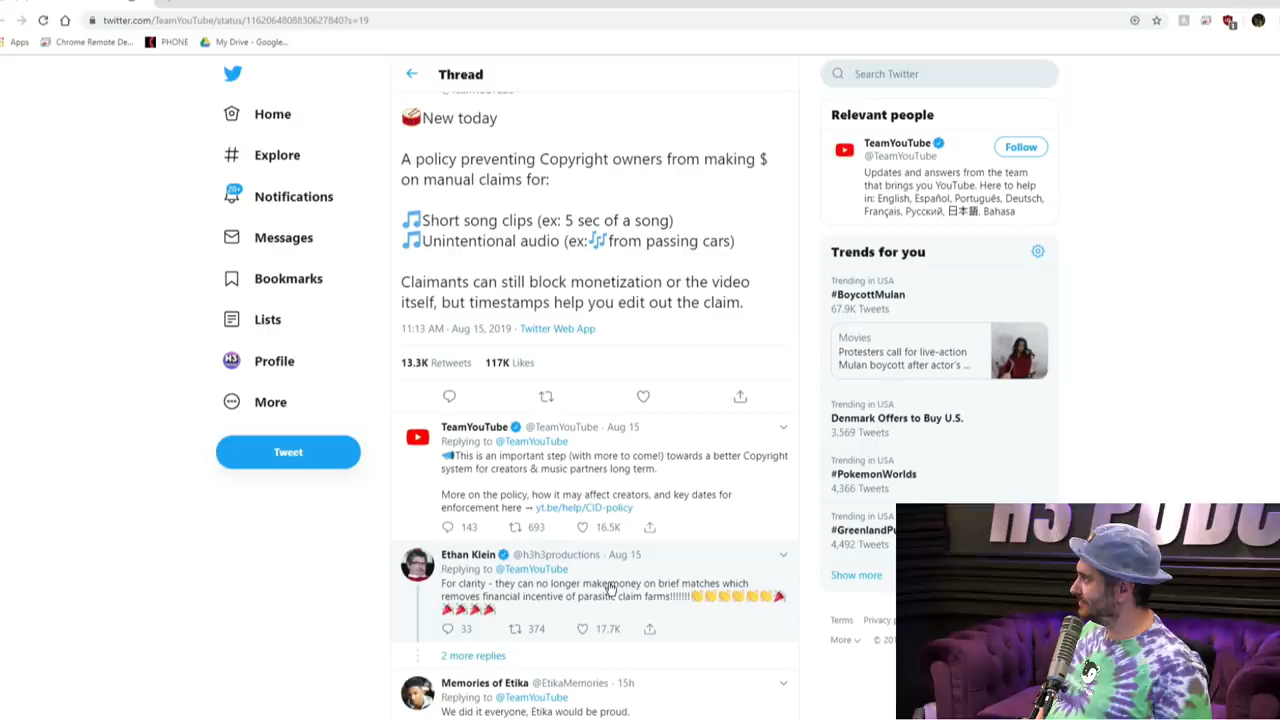 twitter.com/TeamYouTube/status/1162064808830627840?s=19
Apps
Chrome Remote De...
PHONE
My Drive - Google...
Home
Explore
20+
Notifications
Messages
Bookmarks
Lists
H3
Profile
More
Tweet
Thread
@TeamYouTube
🥁New today
A policy preventing Copyright owners from making $
on manual claims for:
🎵Short song clips (ex: 5 sec of a song)
🎵Unintentional audio (ex:🎶from passing cars)
Claimants can still block monetization or the video
itself, but timestamps help you edit out the claim.
11:13 AM · Aug 15, 2019 · Twitter Web App
13.3K Retweets 117K Likes
TeamYouTube @TeamYouTube · Aug 15
Replying to @TeamYouTube
📣This is an important step (with more to come!) towards a better Copyright
system for creators & music partners long term.
More on the policy, how it may affect creators, and key dates for
enforcement here → yt.be/help/CID-policy
143 693 16.5K
Ethan Klein @h3h3productions · Aug 15
Replying to @TeamYouTube
For clarity - they can no longer make money on brief matches which
removes financial incentive of parasitic claim farms!!!!!!!👏👏👏👏👏👏🎉
🎉🎉🎉🎉
33 374 17.7K
2 more replies
Memories of Etika @EtikaMemories · 15h
Replying to @TeamYouTube
We did it everyone, Etika would be proud.
Search Twitter
Relevant people
TeamYouTube
@TeamYouTube
Follow
Updates and answers from the team
that brings you YouTube. Here to help
in: English, Español, Português, Deutsch,
Français, Русский, 日本語, Bahasa
Trends for you
Trending in USA
#BoycottMulan
67.9K Tweets
Movies
Protesters call for live-action
Mulan boycott after actor's ...
Trending in USA
Denmark Offers to Buy U.S.
3,569 Tweets
Trending in USA
#PokemonWorlds
4,366 Tweets
Trending in USA
#GreenlandPu
4,492 Tweets
Show more
Terms Privacy
More © 201
H3 PODC